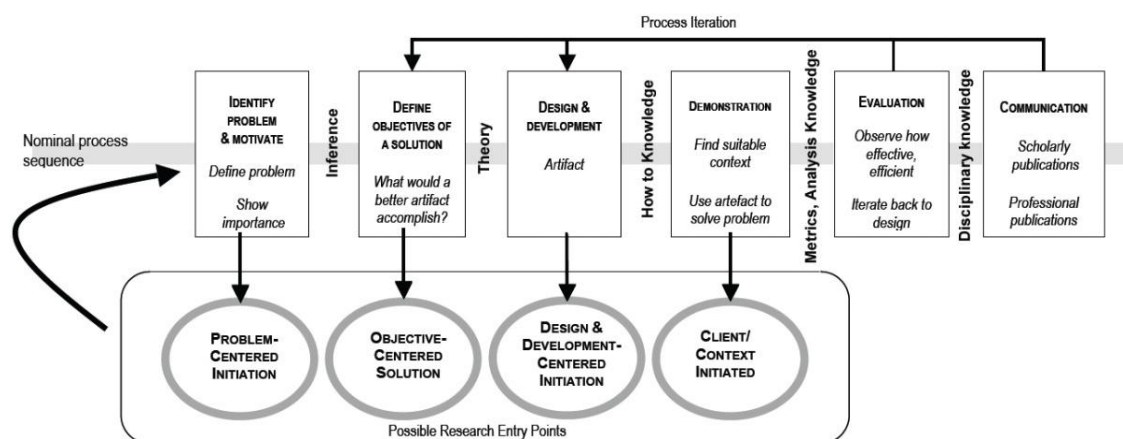 Process Iteration
Nominal process
sequence
IDENTIFY
PROBLEM
& MOTIVATE
Define problem
Show
importance
Inference
DEFINE
OBJECTIVES OF
A SOLUTION
What would a
better artifact
accomplish?
Theory
DESIGN &
DEVELOPMENT
Artifact
How to Knowledge
DEMONSTRATION
Find suitable
context
Use artefact to
solve problem
Metrics, Analysis Knowledge
EVALUATION
Observe how
effective,
efficient
Iterate back to
design
Disciplinary knowledge
COMMUNICATION
Scholarly
publications
Professional
publications
PROBLEM-
CENTERED
INITIATION
OBJECTIVE-
CENTERED
SOLUTION
DESIGN &
DEVELOPMENT-
CENTERED
INITIATION
CLIENT/
CONTEXT
INITIATED
Possible Research Entry Points